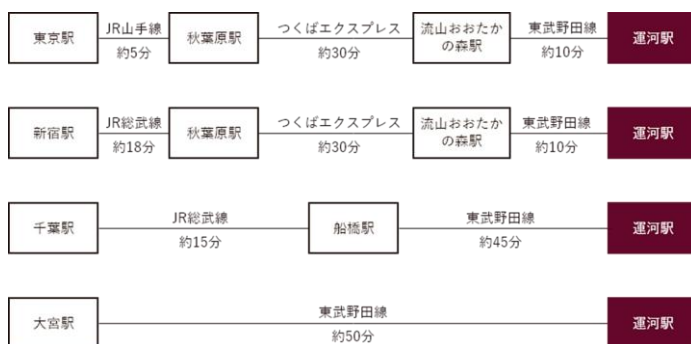 東京駅
JR山手線
約5分
秋葉原駅
つくばエクスプレス
約30分
流山おおたか
の森駅
東武野田線
約10分
運河駅
新宿駅
JR総武線
約18分
秋葉原駅
つくばエクスプレス
約30分
流山おおたか
の森駅
東武野田線
約10分
運河駅
千葉駅
JR総武線
約15分
船橋駅
東武野田線
約45分
運河駅
大宮駅
東武野田線
約50分
運河駅